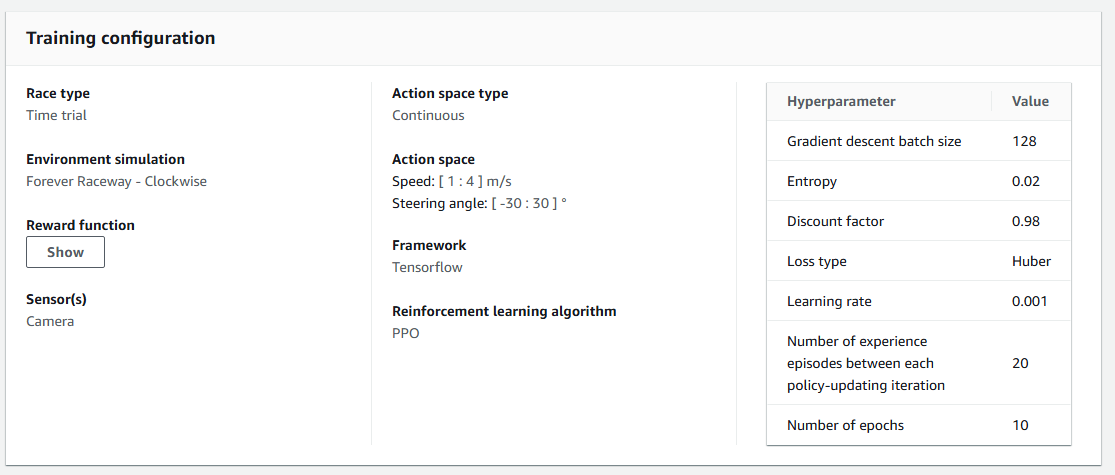 Training configuration
Race type
Time trial
Environment simulation
Forever Raceway - Clockwise
Reward function
Show
Sensor(s)
Camera
Action space type
Continuous
Action space
Speed: [ 1 : 4 ] m/s
Steering angle: [ -30 : 30 ] °
Framework
Tensorflow
Reinforcement learning algorithm
PPO
Hyperparameter Value
Gradient descent batch size 128
Entropy 0.02
Discount factor 0.98
Loss type Huber
Learning rate 0.001
Number of experience
episodes between each
policy-updating iteration 20
Number of epochs 10